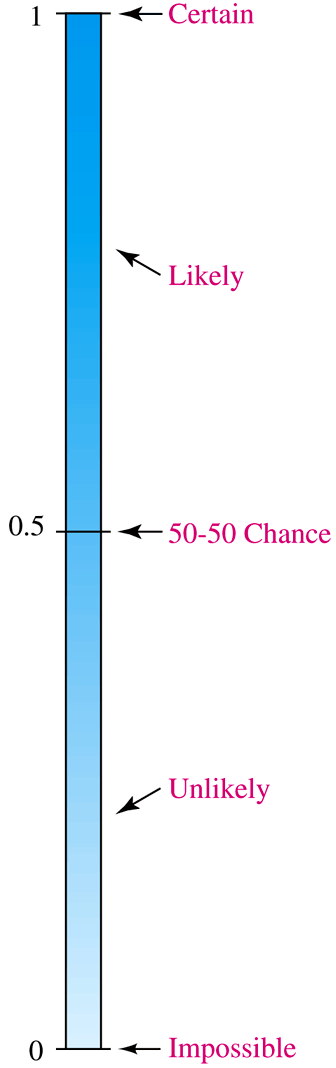 1 Certain
Likely
0.5 50-50 Chance
Unlikely
0 Impossible